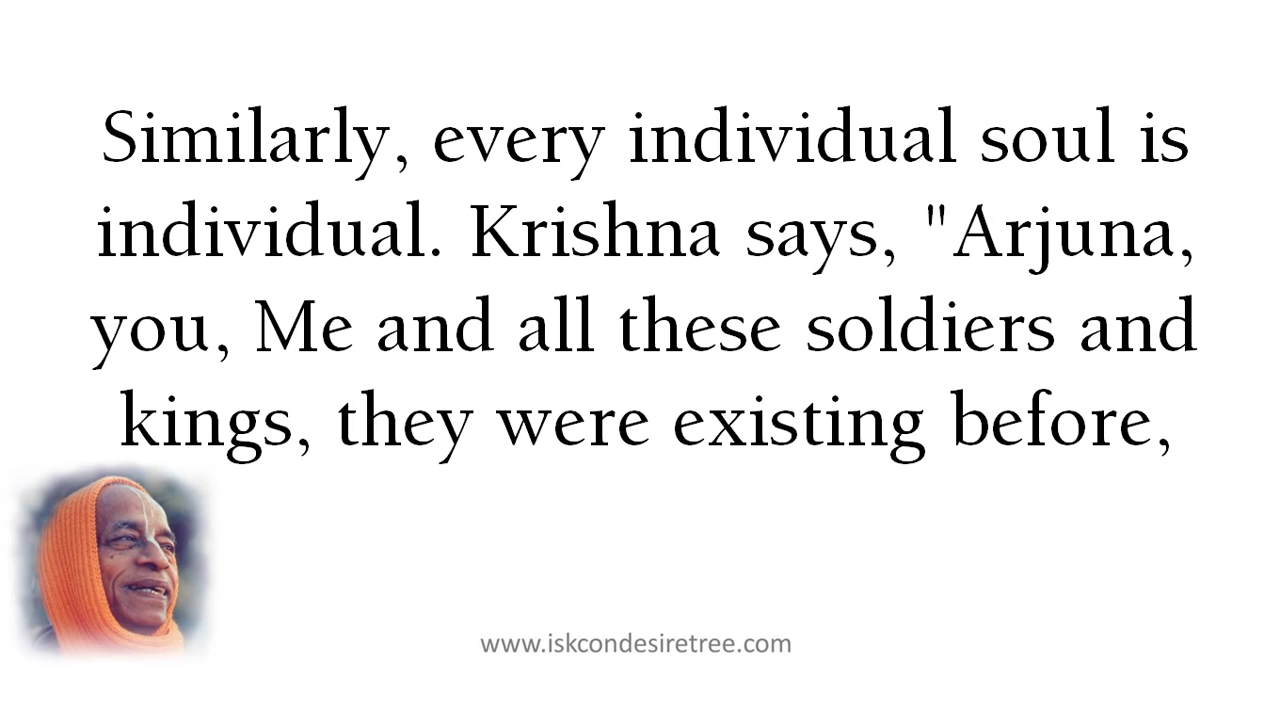 Similarly, every individual soul is
individual. Krishna says, "Arjuna,
you, Me and all these soldiers and
kings, they were existing before,
www.iskcondesiretree.com